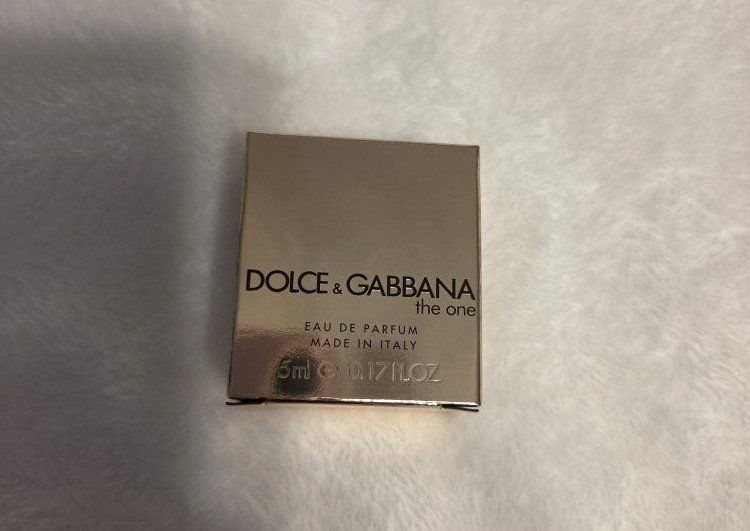 DOLCE & GABBANA
the one
EAU DE PARFUM
MADE IN ITALY
5ml ℮ 0.17 FL.OZ